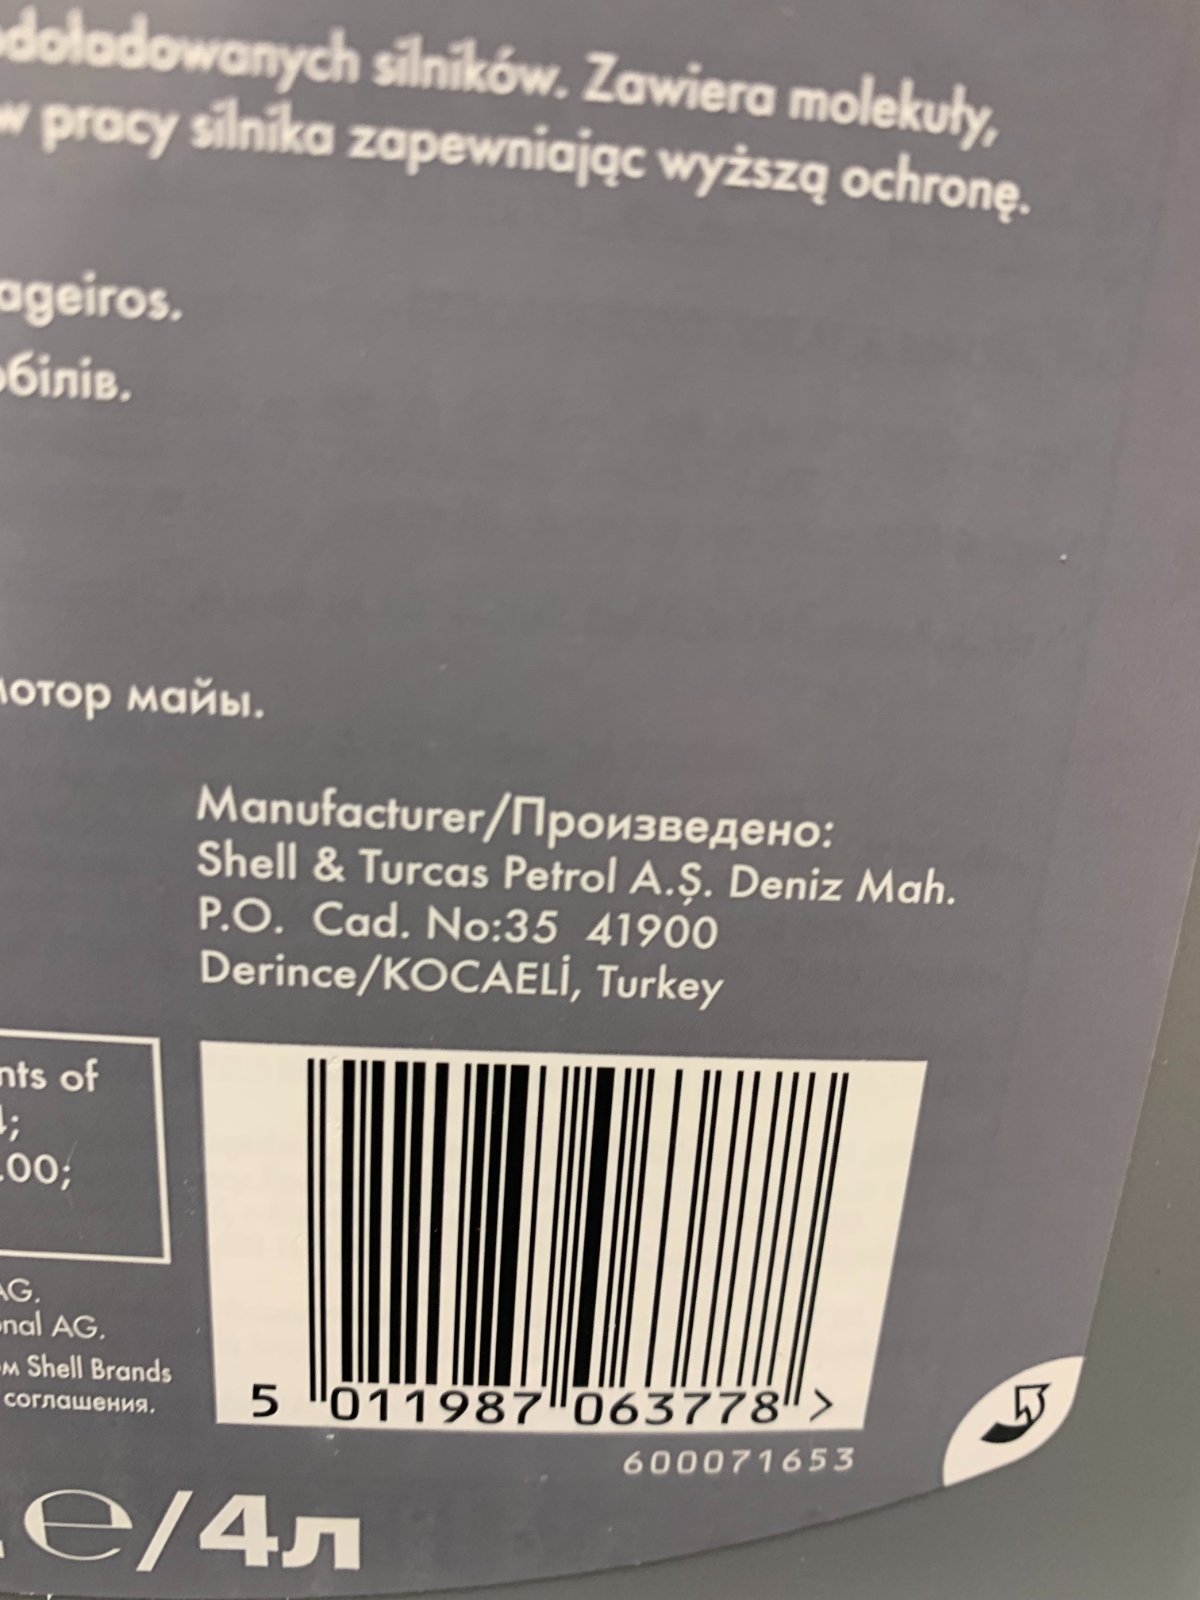 doładowanych silników. Zawiera molekuły,
w pracy silnika zapewniając wyższą ochronę.
ageiros.
білів.
мотор майы.
Manufacturer/Произведено:
Shell & Turcas Petrol A.Ş. Deniz Mah.
P.O. Cad. No:35 41900
Derince/KOCAELİ, Turkey
nts of
.00;
AG.
onal AG.
ом Shell Brands
соглашения.
5 011987 063778 >
600071653
e/4л